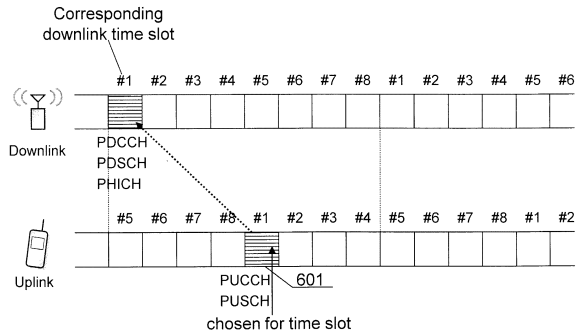 Corresponding
downlink time slot
#1 #2 #3 #4 #5 #6 #7 #8 #1 #2 #3 #4 #5 #6
Downlink
PDCCH
PDSCH
PHICH
#5 #6 #7 #8 #1 #2 #3 #4 #5 #6 #7 #8 #1 #2
Uplink
PUCCH 601
PUSCH
chosen for time slot